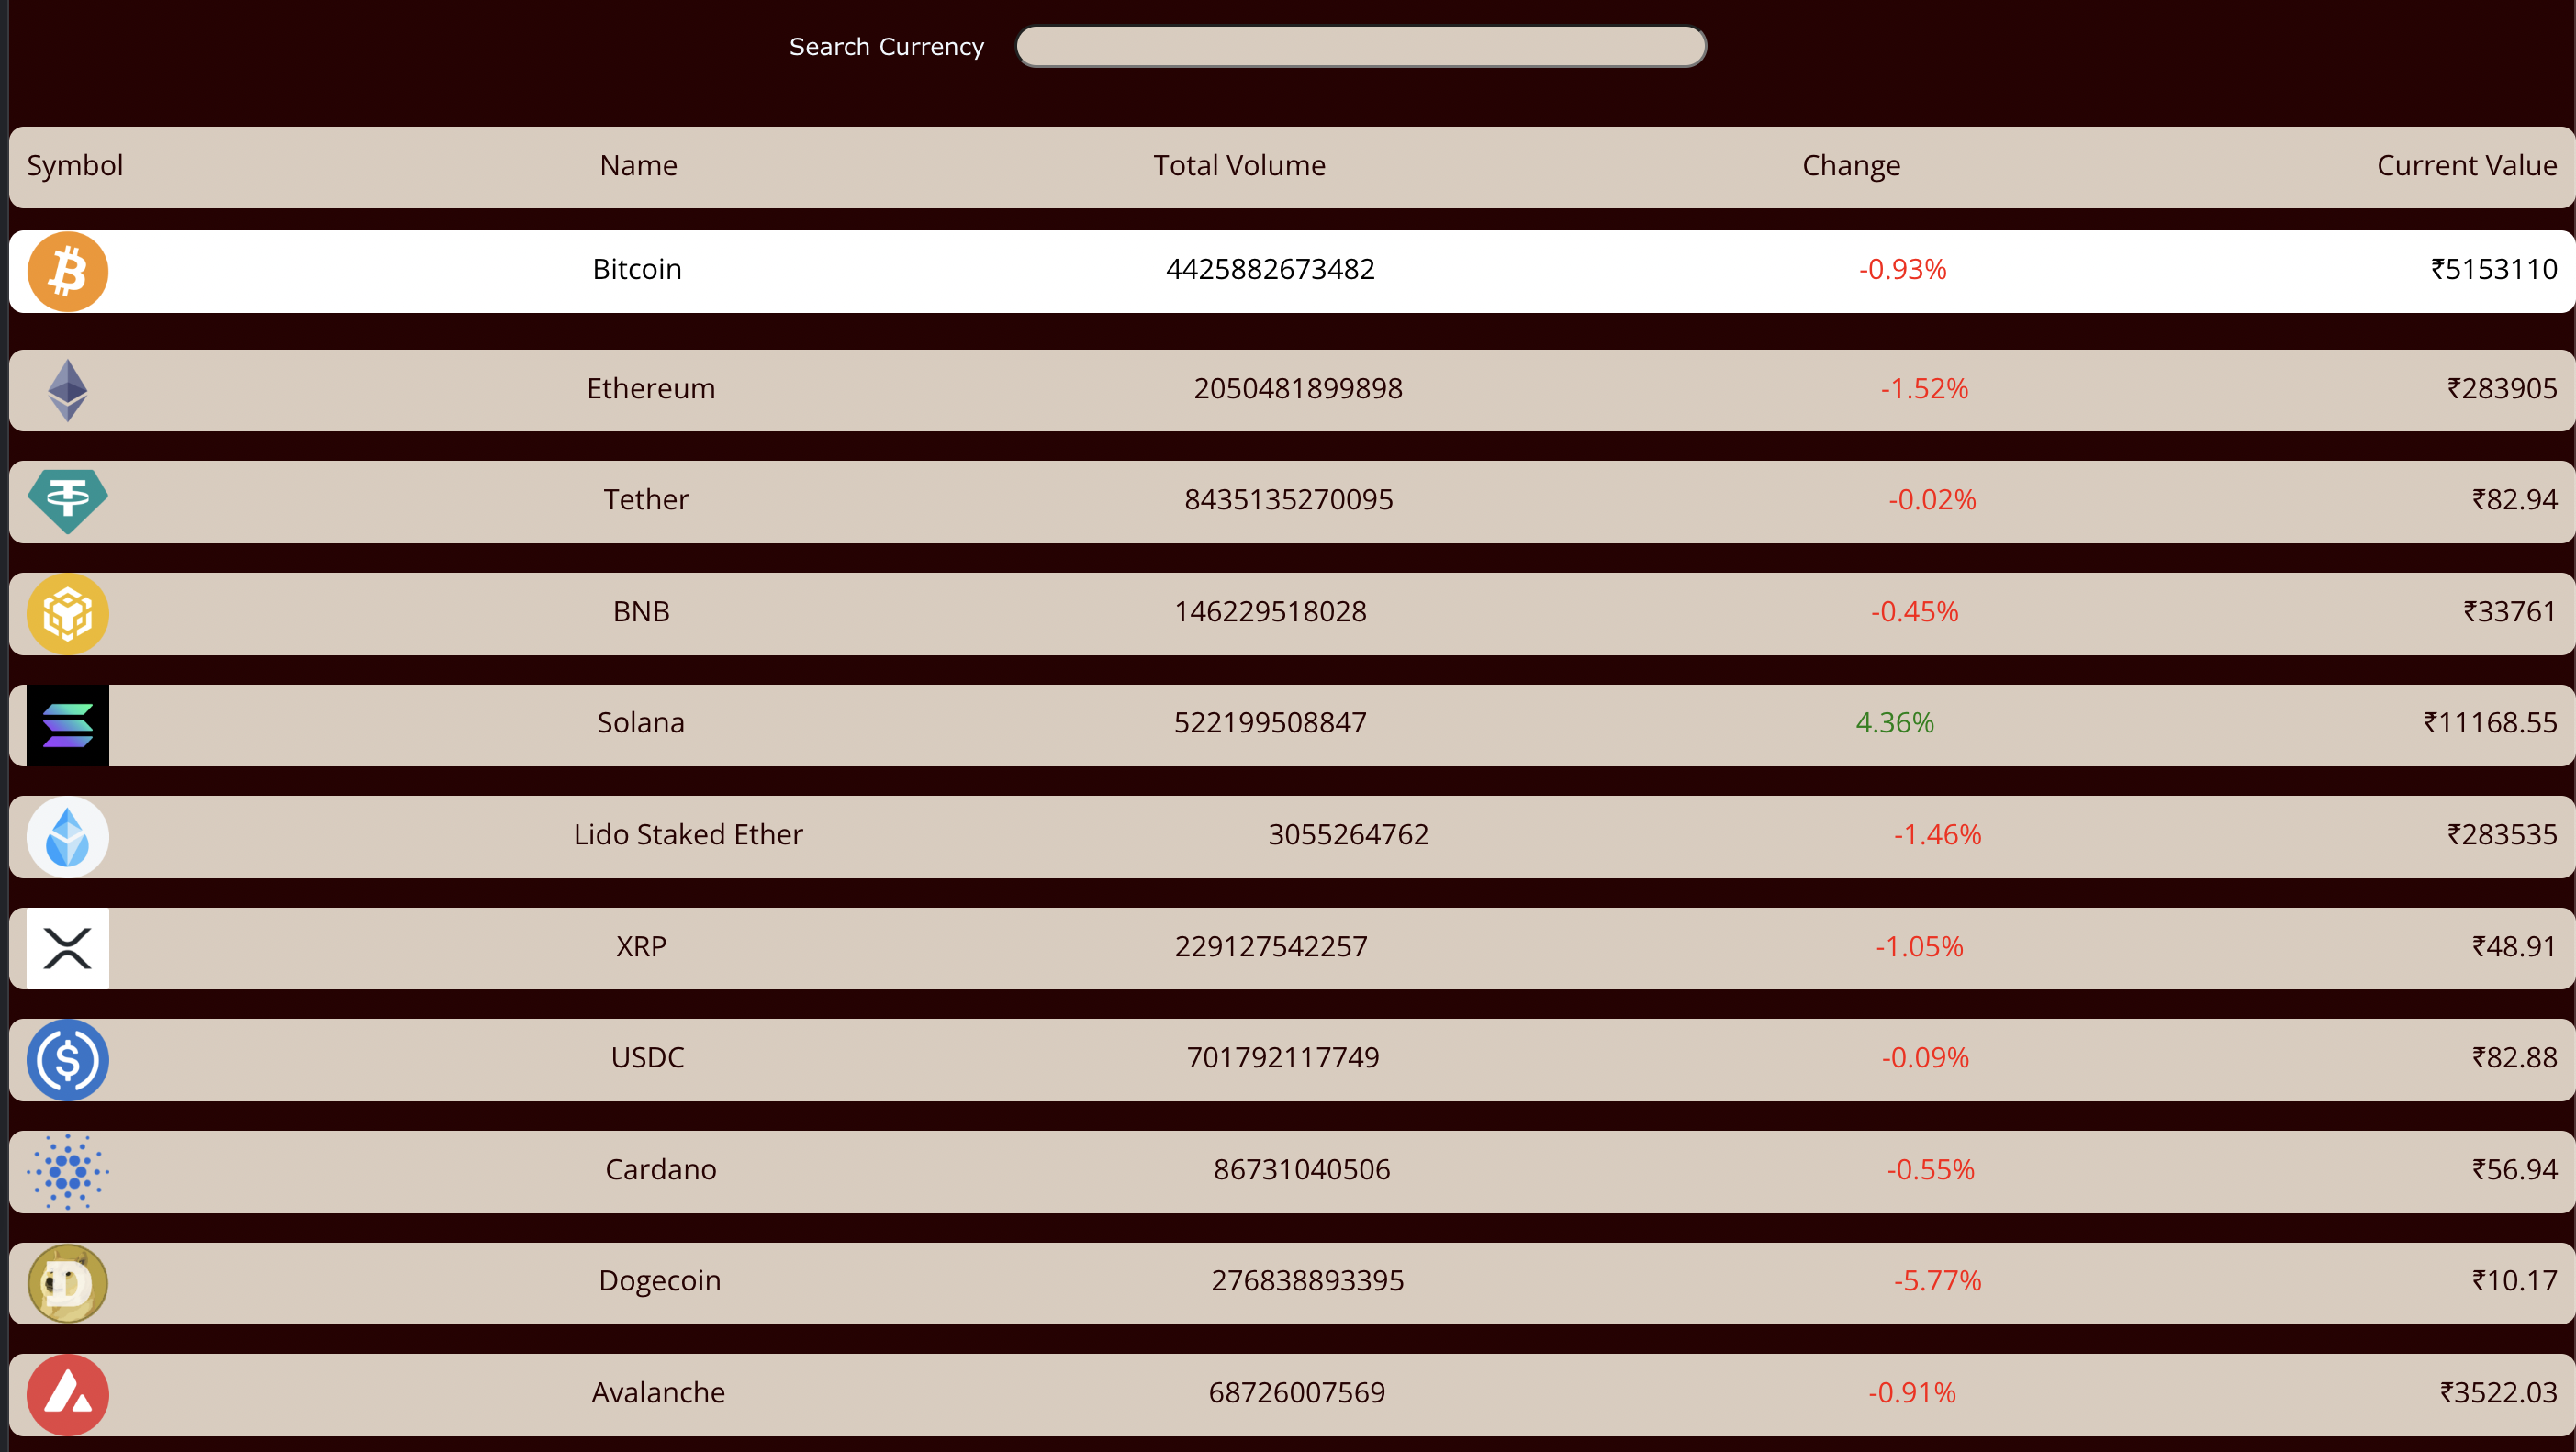 Search Currency
Symbol Name Total Volume Change Current Value
Bitcoin 4425882673482 -0.93% ₹5153110
Ethereum 2050481899898 -1.52% ₹283905
Tether 8435135270095 -0.02% ₹82.94
BNB 146229518028 -0.45% ₹33761
Solana 522199508847 4.36% ₹11168.55
Lido Staked Ether 3055264762 -1.46% ₹283535
XRP 229127542257 -1.05% ₹48.91
USDC 701792117749 -0.09% ₹82.88
Cardano 86731040506 -0.55% ₹56.94
Dogecoin 276838893395 -5.77% ₹10.17
Avalanche 68726007569 -0.91% ₹3522.03